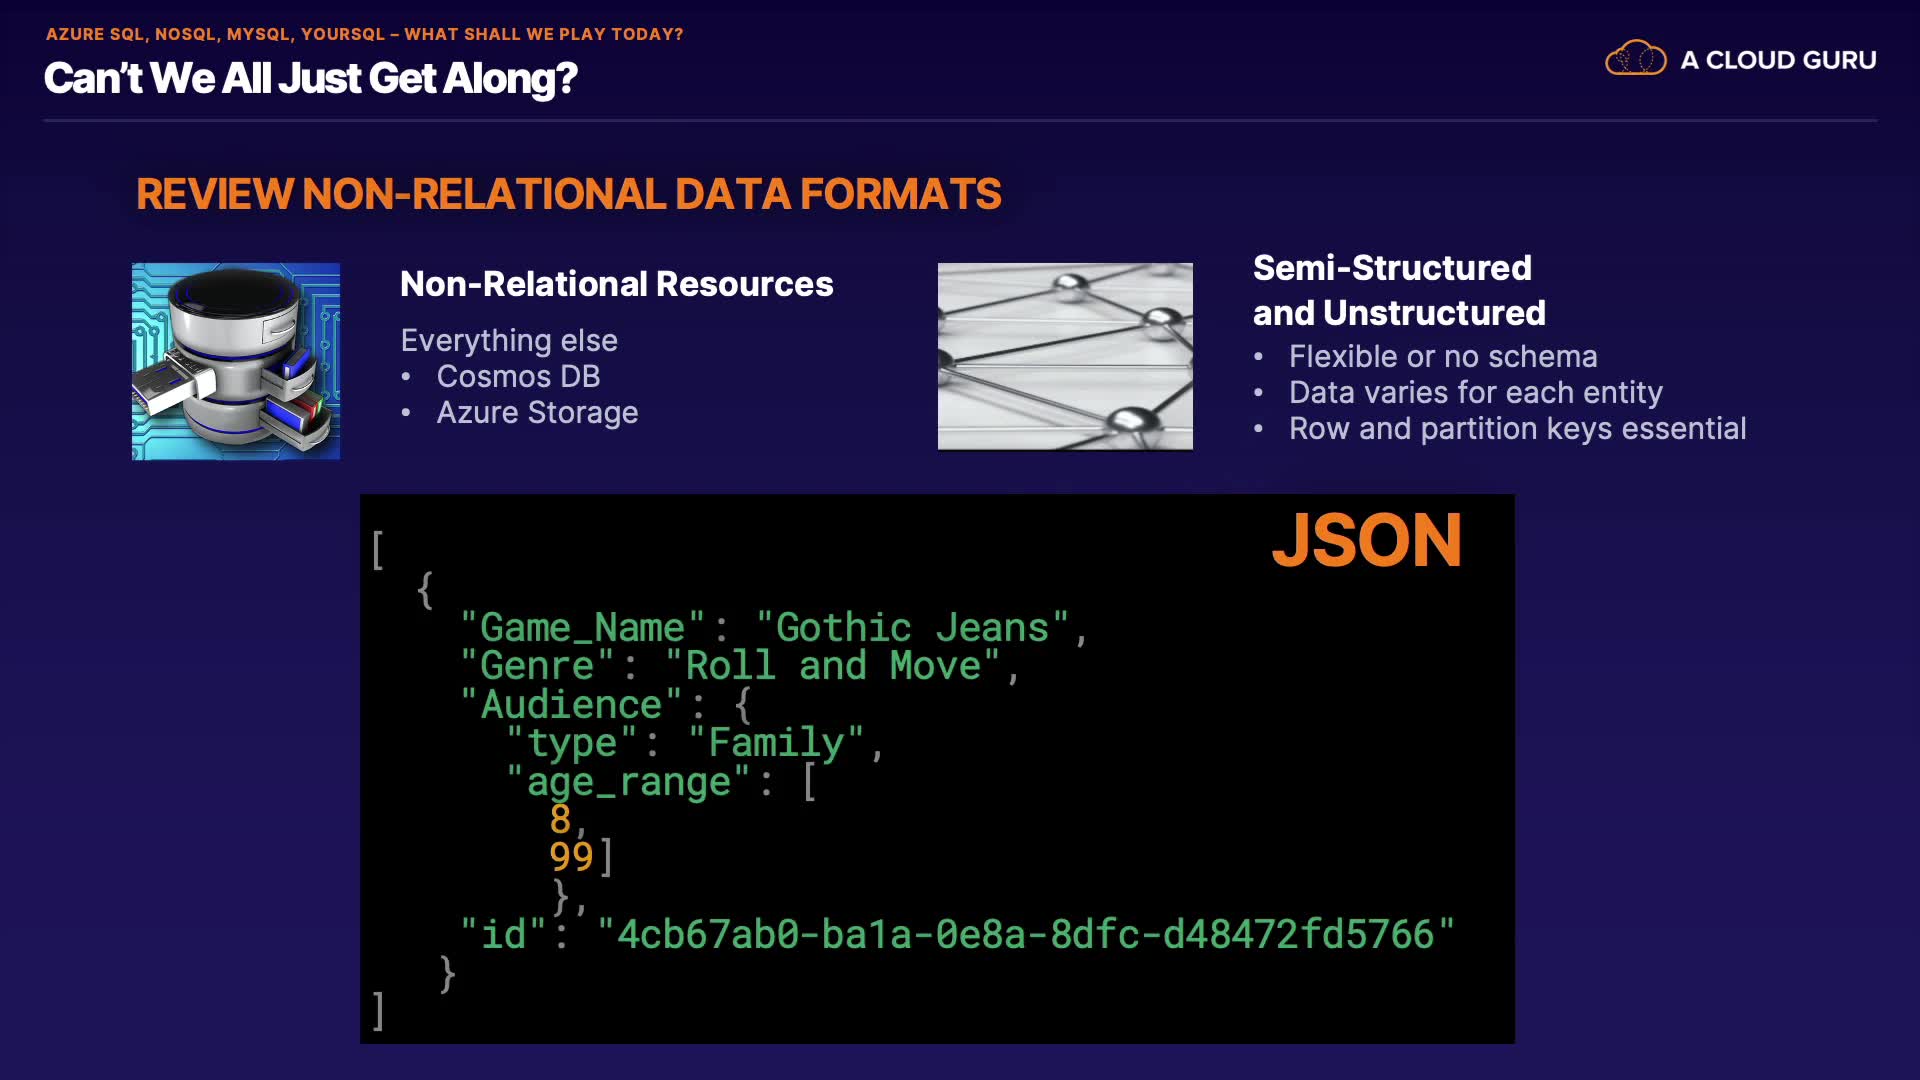 AZURE SQL, NOSQL, MYSQL, YOURSQL – WHAT SHALL WE PLAY TODAY?
Can't We All Just Get Along?
A CLOUD GURU
REVIEW NON-RELATIONAL DATA FORMATS
Non-Relational Resources
Everything else
• Cosmos DB
• Azure Storage
Semi-Structured
and Unstructured
• Flexible or no schema
• Data varies for each entity
• Row and partition keys essential
JSON
[
{
"Game_Name": "Gothic Jeans",
"Genre": "Roll and Move",
"Audience": {
"type": "Family",
"age_range": [
8,
99]
},
"id": "4cb67ab0-ba1a-0e8a-8dfc-d48472fd5766"
}
]